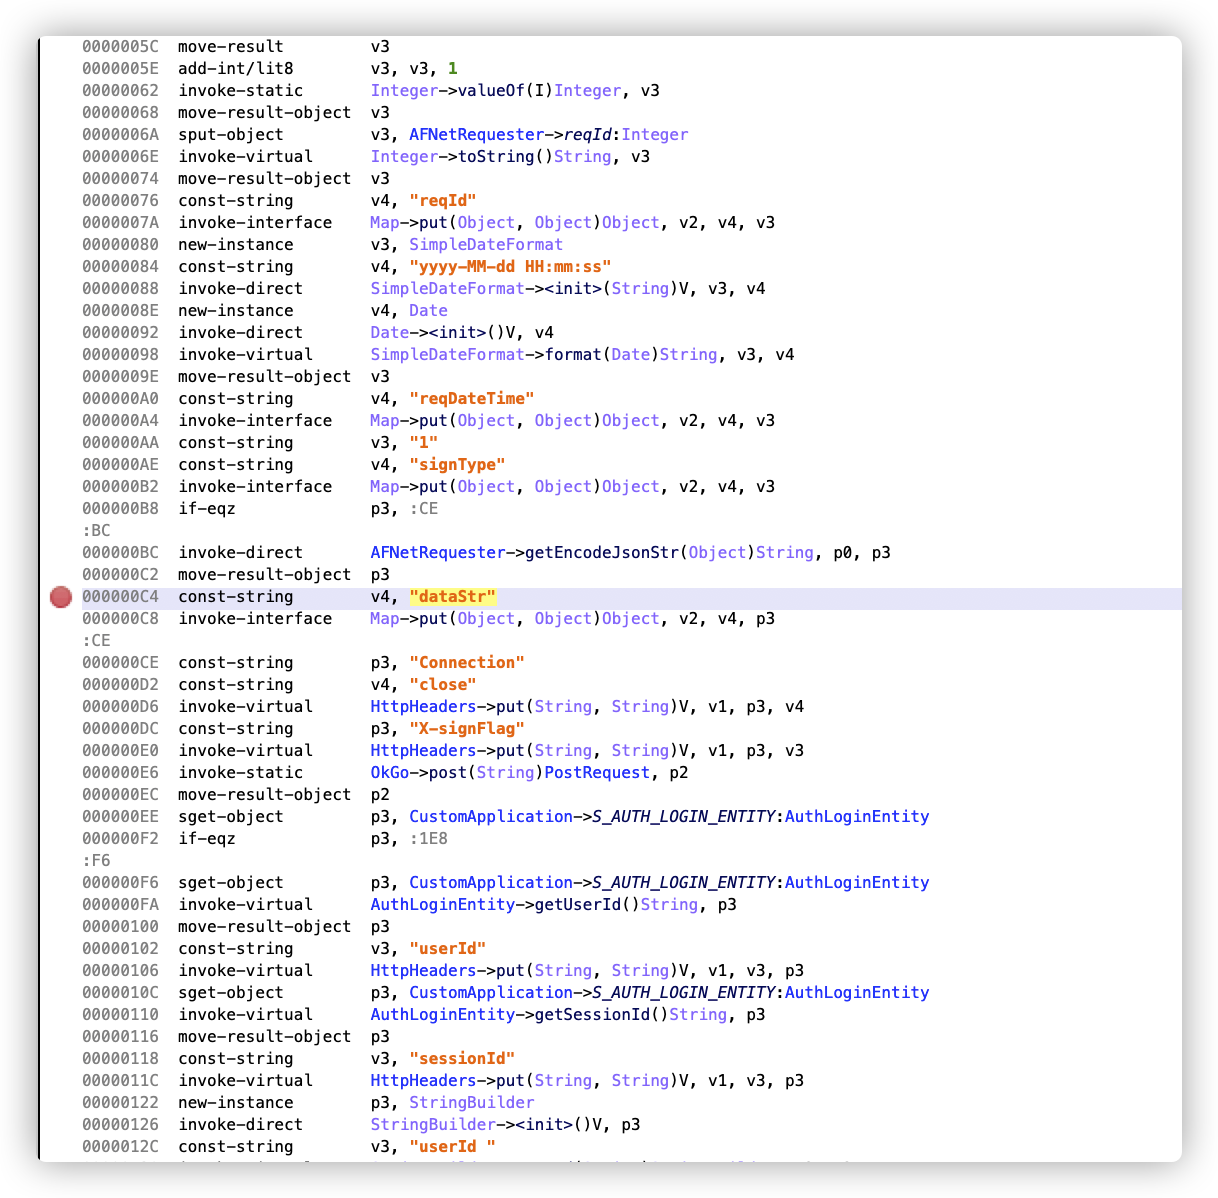 0000005C move-result v3
0000005E add-int/lit8 v3, v3, 1
00000062 invoke-static Integer->valueOf(I)Integer, v3
00000068 move-result-object v3
0000006A sput-object v3, AFNetRequester->reqId:Integer
0000006E invoke-virtual Integer->toString()String, v3
00000074 move-result-object v3
00000076 const-string v4, "reqId"
0000007A invoke-interface Map->put(Object, Object)Object, v2, v4, v3
00000080 new-instance v3, SimpleDateFormat
00000084 const-string v4, "yyyy-MM-dd HH:mm:ss"
00000088 invoke-direct SimpleDateFormat-><init>(String)V, v3, v4
0000008E new-instance v4, Date
00000092 invoke-direct Date-><init>()V, v4
00000098 invoke-virtual SimpleDateFormat->format(Date)String, v3, v4
0000009E move-result-object v3
000000A0 const-string v4, "reqDateTime"
000000A4 invoke-interface Map->put(Object, Object)Object, v2, v4, v3
000000AA const-string v3, "1"
000000AE const-string v4, "signType"
000000B2 invoke-interface Map->put(Object, Object)Object, v2, v4, v3
000000B8 if-eqz p3, :CE
:BC
000000BC invoke-direct AFNetRequester->getEncodeJsonStr(Object)String, p0, p3
000000C2 move-result-object p3
000000C4 const-string v4, "dataStr"
000000C8 invoke-interface Map->put(Object, Object)Object, v2, v4, p3
:CE
000000CE const-string p3, "Connection"
000000D2 const-string v4, "close"
000000D6 invoke-virtual HttpHeaders->put(String, String)V, v1, p3, v4
000000DC const-string p3, "X-signFlag"
000000E0 invoke-virtual HttpHeaders->put(String, String)V, v1, p3, v3
000000E6 invoke-static OkGo->post(String)PostRequest, p2
000000EC move-result-object p2
000000EE sget-object p3, CustomApplication->S_AUTH_LOGIN_ENTITY:AuthLoginEntity
000000F2 if-eqz p3, :1E8
:F6
000000F6 sget-object p3, CustomApplication->S_AUTH_LOGIN_ENTITY:AuthLoginEntity
000000FA invoke-virtual AuthLoginEntity->getUserId()String, p3
00000100 move-result-object p3
00000102 const-string v3, "userId"
00000106 invoke-virtual HttpHeaders->put(String, String)V, v1, v3, p3
0000010C sget-object p3, CustomApplication->S_AUTH_LOGIN_ENTITY:AuthLoginEntity
00000110 invoke-virtual AuthLoginEntity->getSessionId()String, p3
00000116 move-result-object p3
00000118 const-string v3, "sessionId"
0000011C invoke-virtual HttpHeaders->put(String, String)V, v1, v3, p3
00000122 new-instance p3, StringBuilder
00000126 invoke-direct StringBuilder-><init>()V, p3
0000012C const-string v3, "userId "